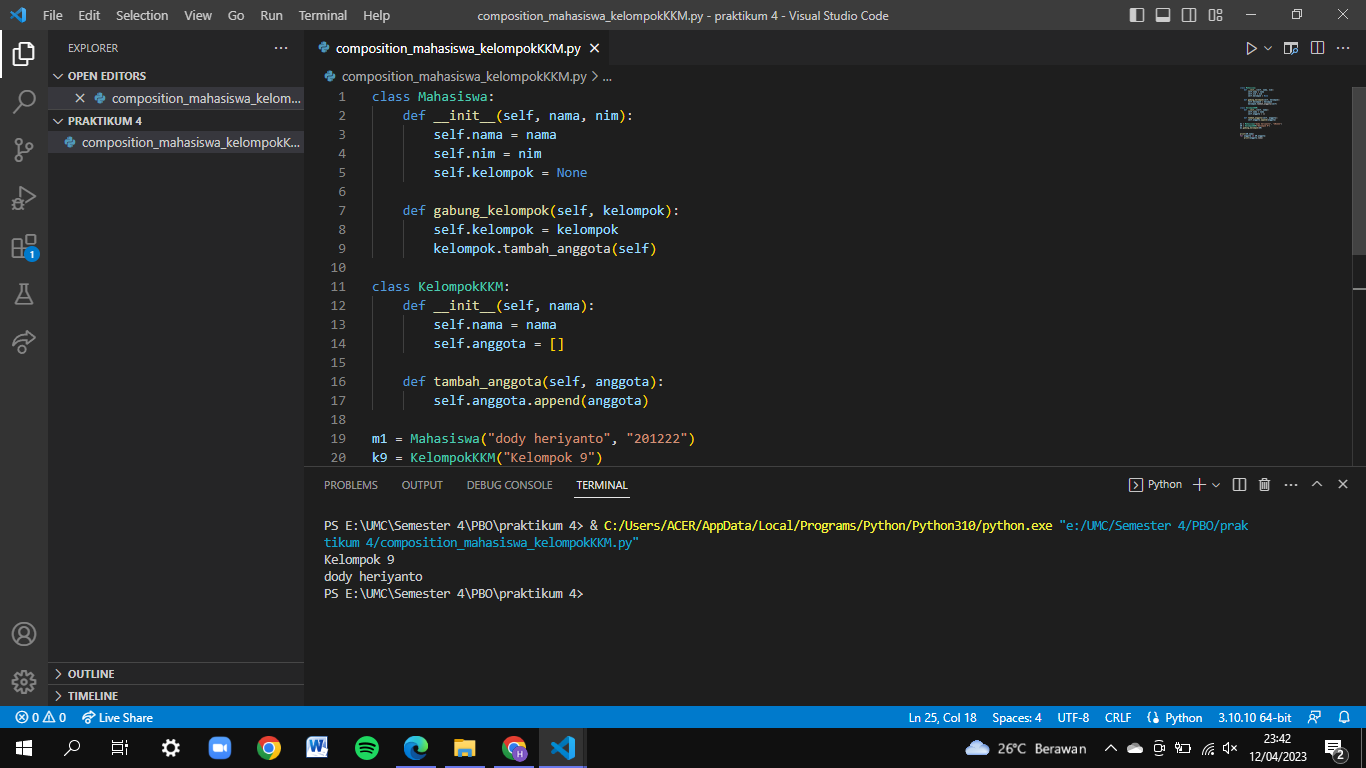 File Edit Selection View Go Run Terminal Help
composition_mahasiswa_kelompokKKM.py - praktikum 4 - Visual Studio Code
EXPLORER
OPEN EDITORS
composition_mahasiswa_kelom...
PRAKTIKUM 4
composition_mahasiswa_kelompokK...
OUTLINE
TIMELINE
1
composition_mahasiswa_kelompokKKM.py
composition_mahasiswa_kelompokKKM.py > ...
1 class Mahasiswa:
2     def __init__(self, nama, nim):
3         self.nama = nama
4         self.nim = nim
5         self.kelompok = None
6
7     def gabung_kelompok(self, kelompok):
8         self.kelompok = kelompok
9         kelompok.tambah_anggota(self)
10
11 class KelompokKKM:
12     def __init__(self, nama):
13         self.nama = nama
14         self.anggota = []
15
16     def tambah_anggota(self, anggota):
17         self.anggota.append(anggota)
18
19 m1 = Mahasiswa("dody heriyanto", "201222")
20 k9 = KelompokKKM("Kelompok 9")
PROBLEMS OUTPUT DEBUG CONSOLE TERMINAL
Python
PS E:\UMC\Semester 4\PBO\praktikum 4> & C:/Users/ACER/AppData/Local/Programs/Python/Python310/python.exe "e:/UMC/Semester 4/PBO/prak
tikum 4/composition_mahasiswa_kelompokKKM.py"
Kelompok 9
dody heriyanto
PS E:\UMC\Semester 4\PBO\praktikum 4>
0 0 Live Share
Ln 25, Col 18 Spaces: 4 UTF-8 CRLF Python 3.10.10 64-bit
26°C Berawan
23:42
12/04/2023
2